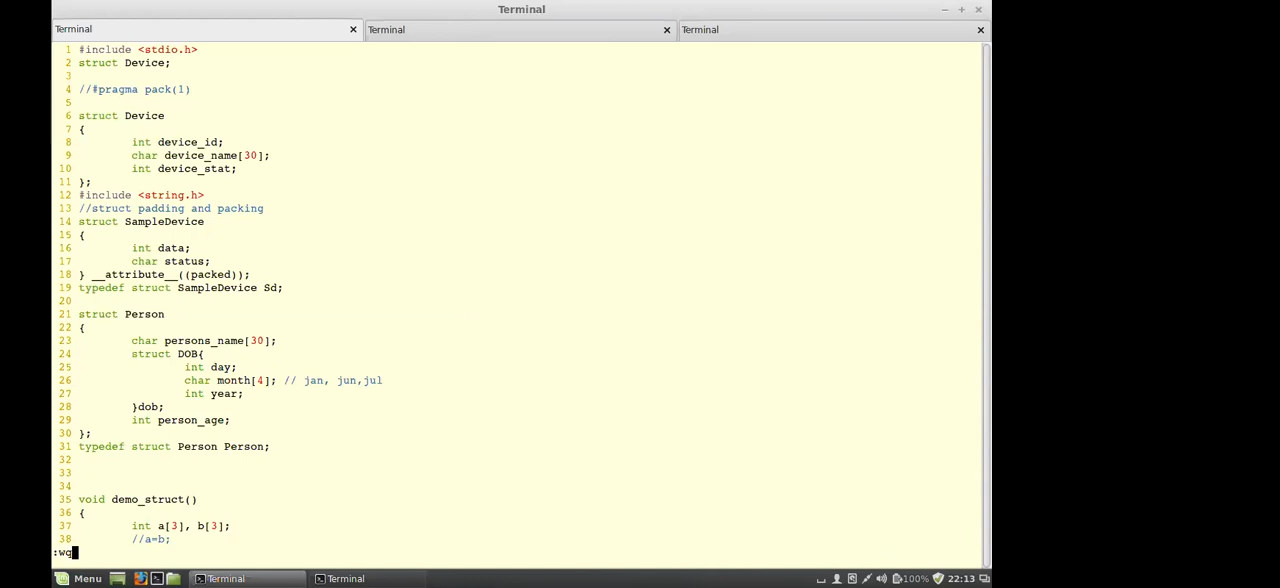 Terminal
Terminal Terminal Terminal
1 #include <stdio.h>
2 struct Device;
3
4 //#pragma pack(1)
5
6 struct Device
7 {
8 int device_id;
9 char device_name[30];
10 int device_stat;
11 };
12 #include <string.h>
13 //struct padding and packing
14 struct SampleDevice
15 {
16 int data;
17 char status;
18 } __attribute__((packed));
19 typedef struct SampleDevice Sd;
20
21 struct Person
22 {
23 char persons_name[30];
24 struct DOB{
25 int day;
26 char month[4]; // jan, jun,jul
27 int year;
28 }dob;
29 int person_age;
30 };
31 typedef struct Person Person;
32
33
34
35 void demo_struct()
36 {
37 int a[3], b[3];
38 //a=b;
:wq
Menu Terminal Terminal 100% 22:13